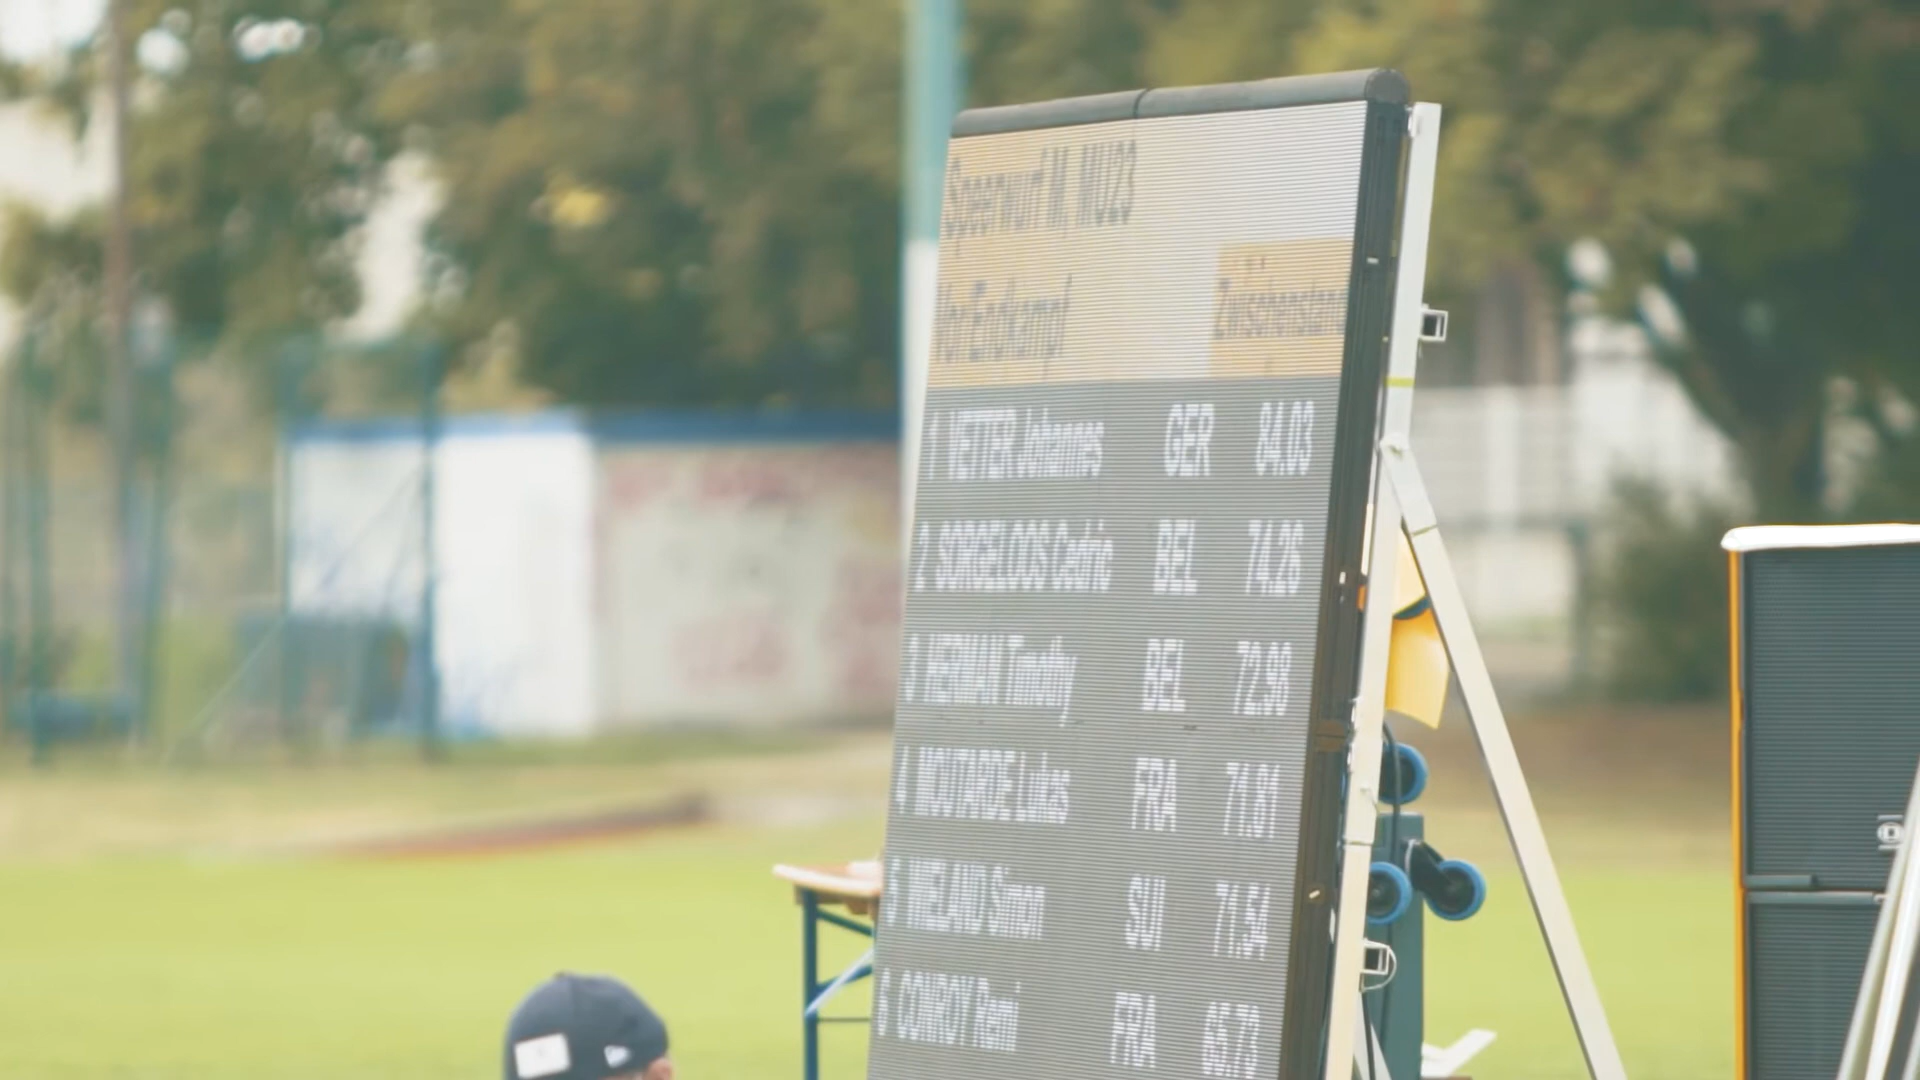 Speerwurf M, MU23
Vor/Endkampf Zwischenstand
1 VETTER Johannes GER 84.03
2 SORGELOOS Cedric BEL 74.26
3 HERMAN Timothy BEL 72.98
4 MOUTARDE Lukas FRA 71.81
5 WIELAND Simon SUI 71.54
6 CONROY Remi FRA 65.73